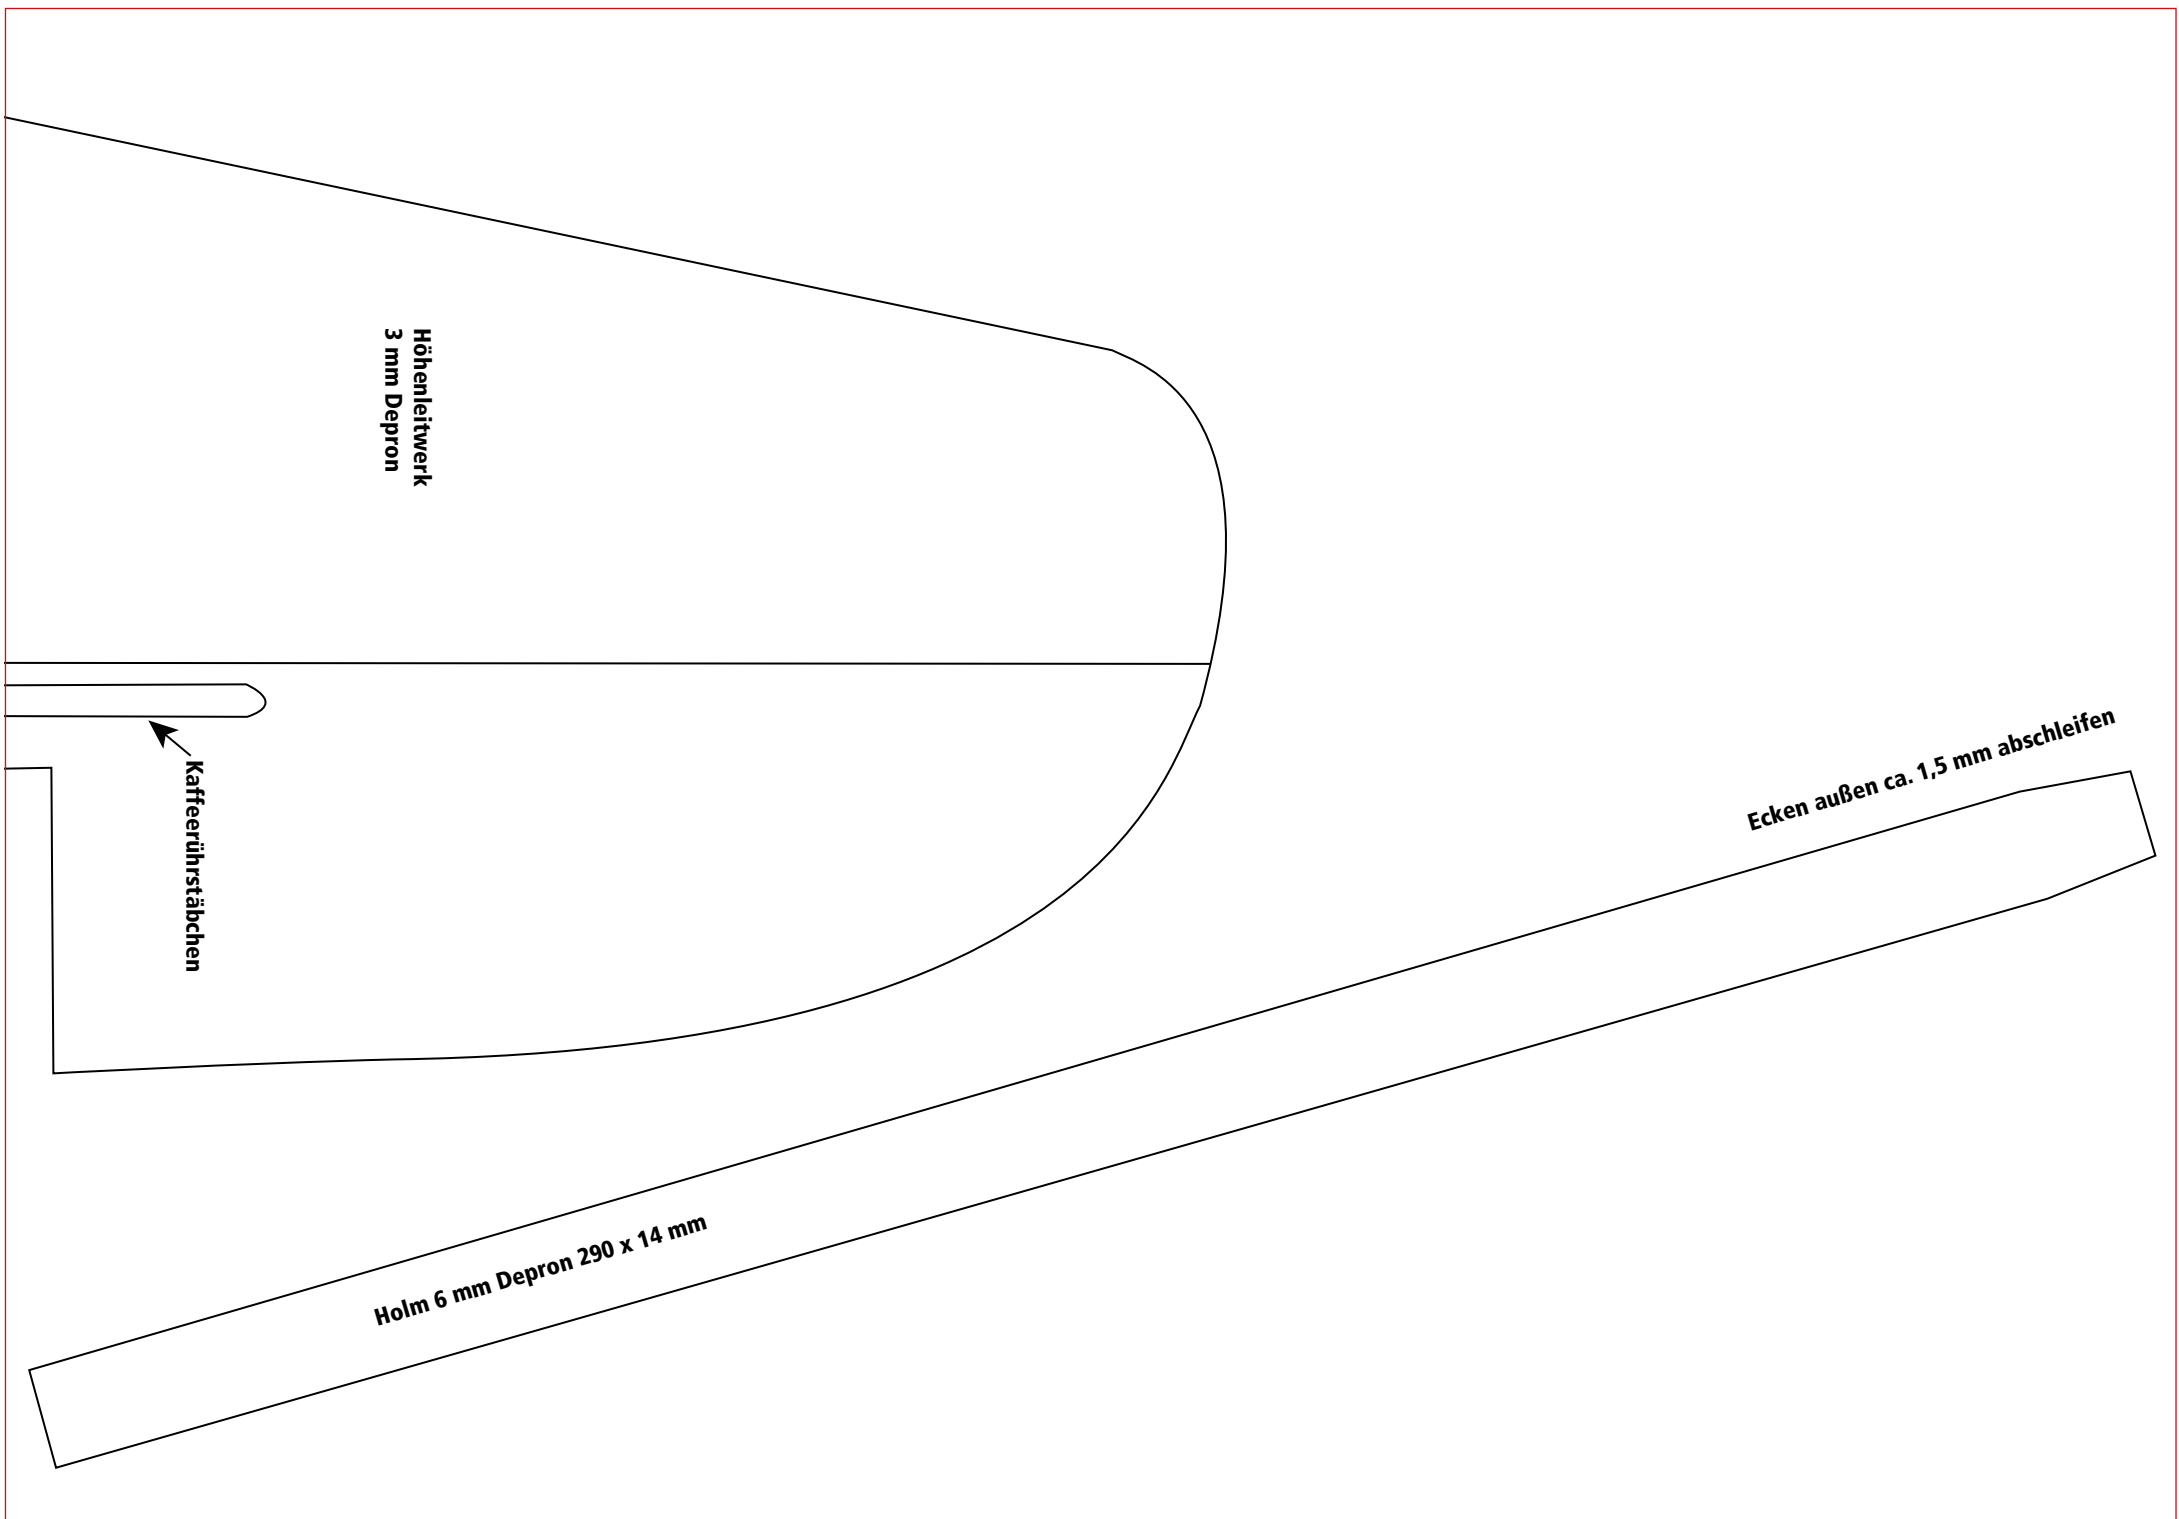 Höhenleitwerk
3 mm Depron
Kaffeerührstäbchen
Ecken außen ca. 1,5 mm abschleifen
Holm 6 mm Depron 290 x 14 mm